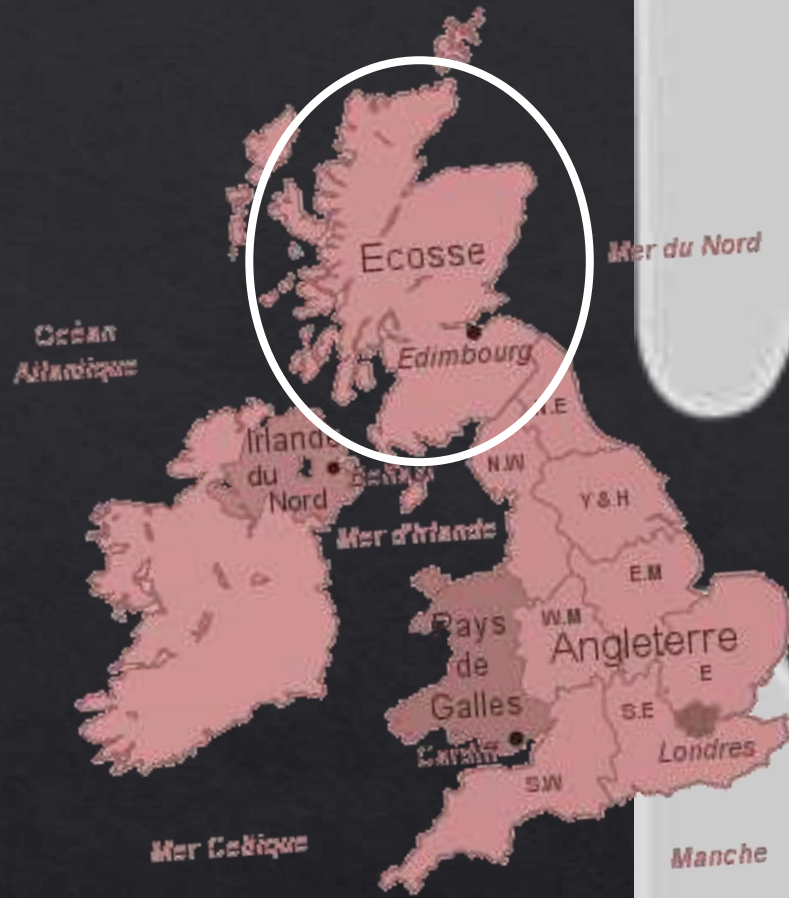 Ecosse
Mer du Nord
Océan
Atlantique
Edimbourg
N.E
Irlande
du
Nord
N.W
Y & H
Mer d'Irlande
E.M
W.M
Pays
de
Galles
Angleterre
E
S.E
Londres
Cardiff
S.W
Mer Celtique
Manche